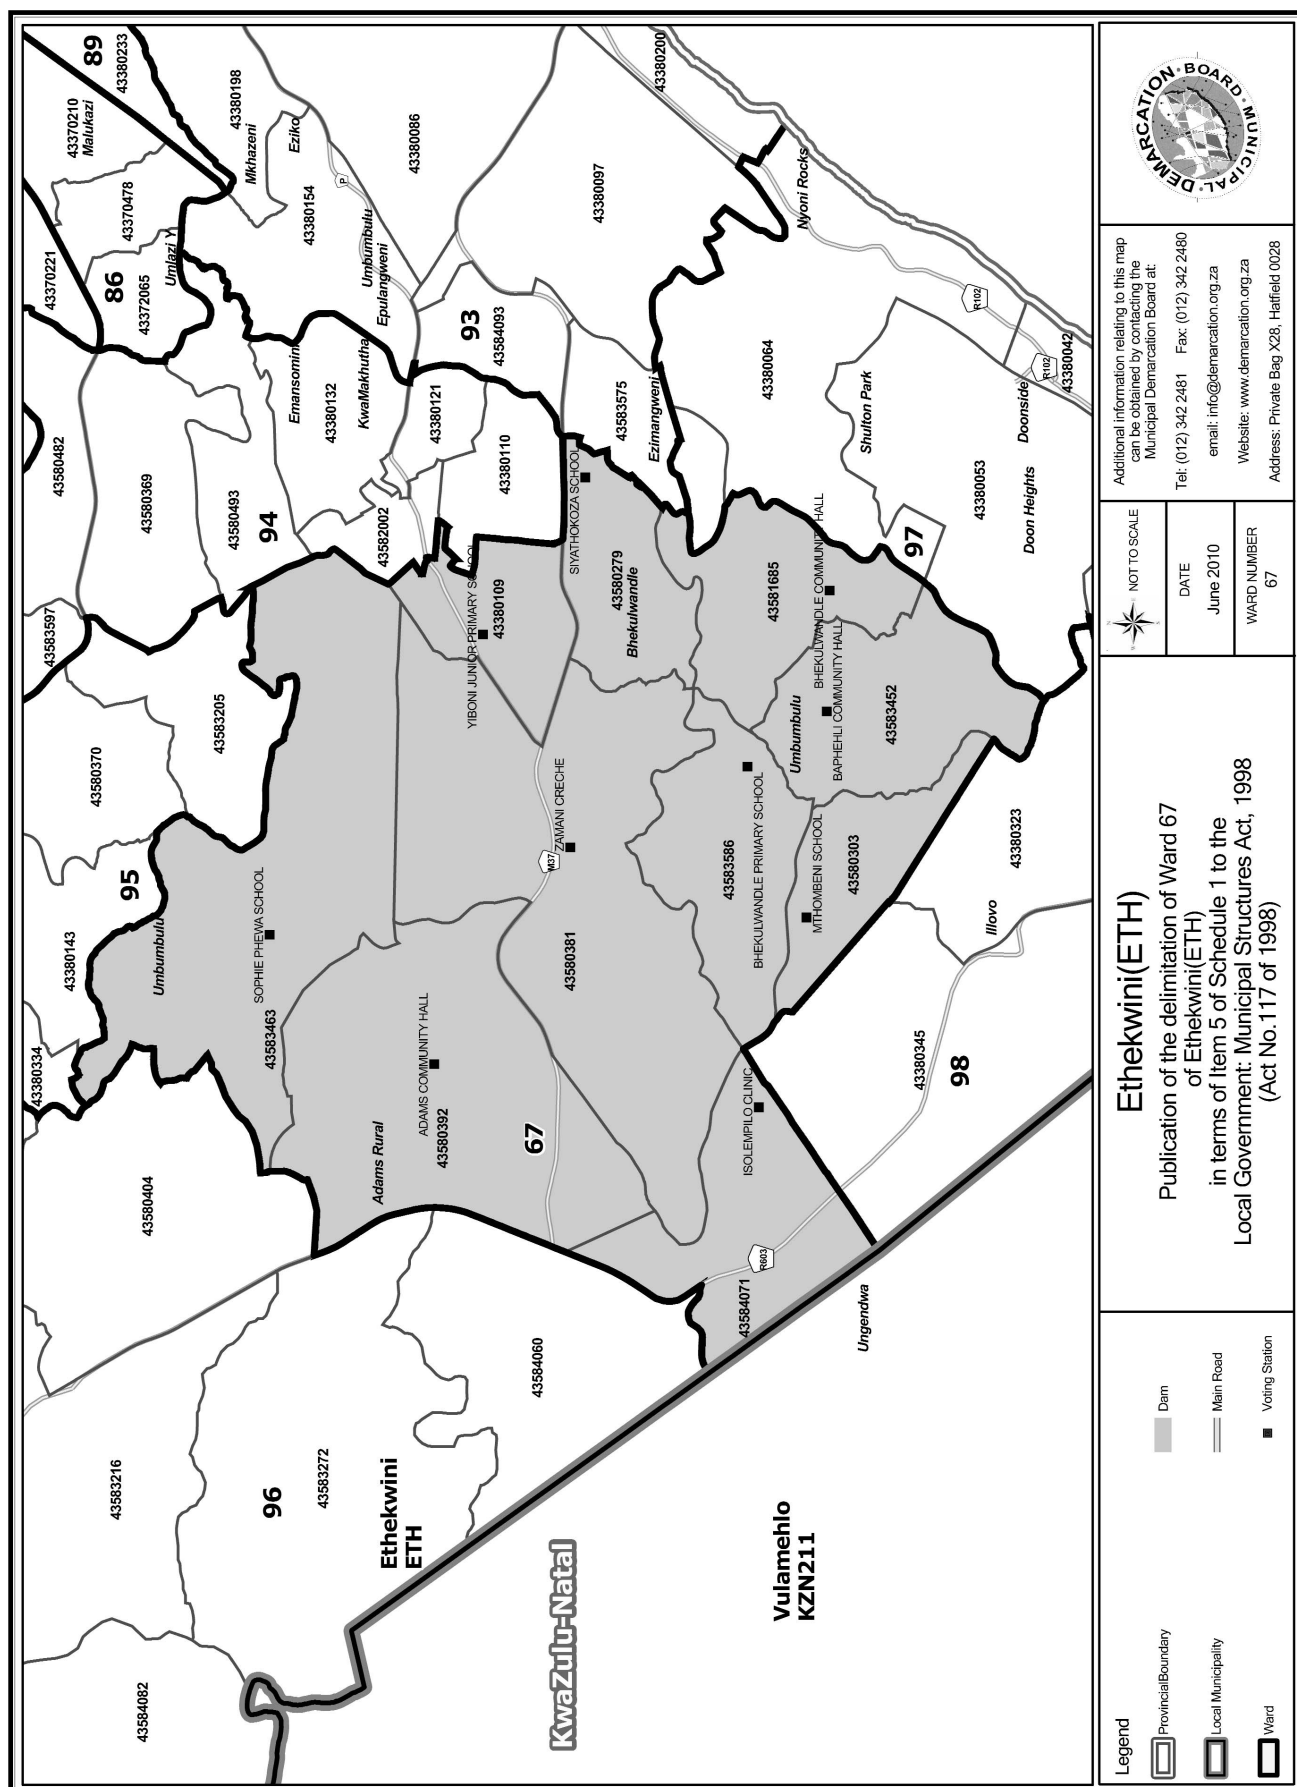 89
43380233
43370210
Malukazi
43380198
Mkhazeni
Eziko
43380086
43380200
43370478
43370221
86
43372065
Umlazi Y
43380154
P
Umbumbulu
Epulangweni
43380097
Nyoni Rocks
R102
R102
43380042
93
43584093
43580482
43580369
43580493
94
Emansomini
43380132
KwaMakhutha
43380121
43380110
43582002
43583575
Ezimangweni
43380064
Shulton Park
Doonside
Doon Heights
43380053
97
SIYATHOKOZA SCHOOL
43580279
Bhekulwandle
43581685
BHEKULWANDLE COMMUNITY HALL
YIBONI JUNIOR PRIMARY SCHOOL
43380109
43583597
43583205
43580370
95
43380143
43380334
Umbumbulu
SOPHIE PHEWA SCHOOL
43583463
ZAMANI CRECHE
M37
43580381
Umbumbulu
BAPHEHLI COMMUNITY HALL
43583452
43583586
BHEKULWANDLE PRIMARY SCHOOL
MTHOMBENI SCHOOL
43580303
43380323
Illovo
43380345
98
ADAMS COMMUNITY HALL
43580392
Adams Rural
67
ISOLEMPILO CLINIC
R603
43584071
Ungendwa
43580404
43584060
43583216
96
43583272
Ethekwini
ETH
43584082
KwaZulu-Natal
Vulamehlo
KZN211
Legend
ProvincialBoundary
Local Municipality
Ward
Dam
Main Road
Voting Station
Ethekwini(ETH)
Publication of the delimitation of Ward 67
of Ethekwini(ETH)
in terms of Item 5 of Schedule 1 to the
Local Government: Municipal Structures Act, 1998
(Act No.117 of 1998)
NOT TO SCALE
DATE
June 2010
WARD NUMBER
67
Additional information relating to this map
can be obtained by contacting the
Municipal Demarcation Board at:
Tel: (012) 342 2481 Fax: (012) 342 2480
email: info@demarcation.org.za
Website: www.demarcation.org.za
Address: Private Bag X28, Hatfield 0028
MUNICIPAL DEMARCATION BOARD